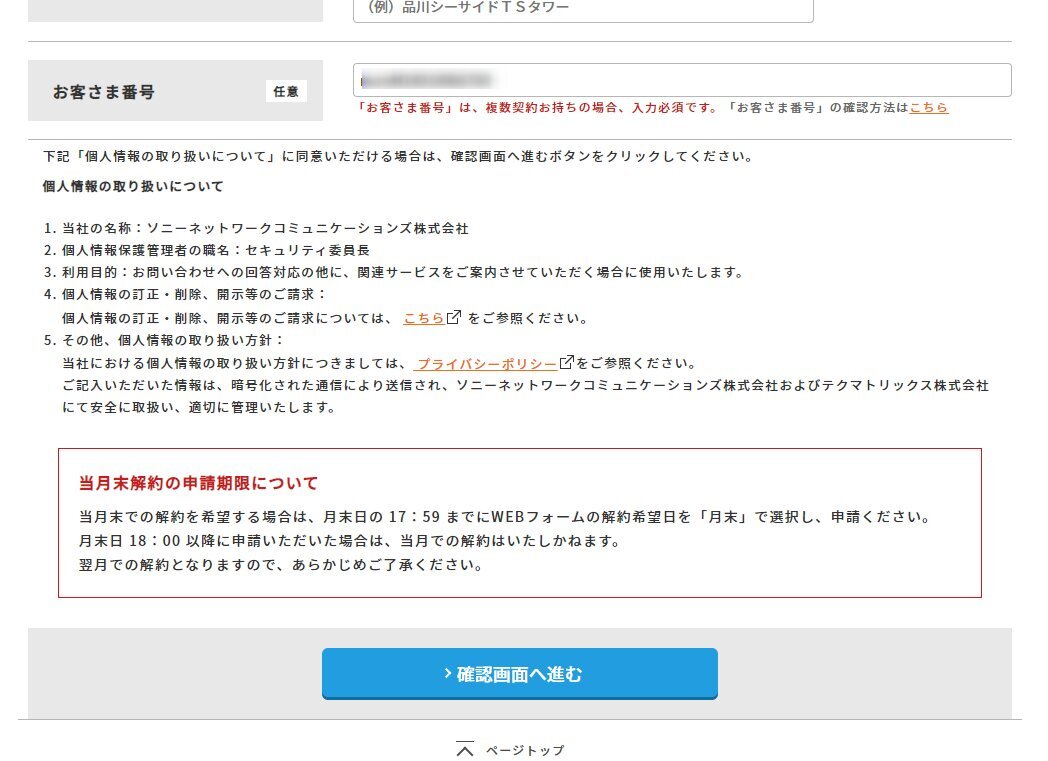 （例）品川シーサイドＴＳタワー
お客さま番号 任意
「お客さま番号」は、複数契約お持ちの場合、入力必須です。「お客さま番号」の確認方法はこちら
下記「個人情報の取り扱いについて」に同意いただける場合は、確認画面へ進むボタンをクリックしてください。
個人情報の取り扱いについて
1. 当社の名称：ソニーネットワークコミュニケーションズ株式会社
2. 個人情報保護管理者の職名：セキュリティ委員長
3. 利用目的：お問い合わせへの回答対応の他に、関連サービスをご案内させていただく場合に使用いたします。
4. 個人情報の訂正・削除、開示等のご請求：
個人情報の訂正・削除、開示等のご請求については、 こちら をご参照ください。
5. その他、個人情報の取り扱い方針：
当社における個人情報の取り扱い方針につきましては、 プライバシーポリシー をご参照ください。
ご記入いただいた情報は、暗号化された通信により送信され、ソニーネットワークコミュニケーションズ株式会社およびテクマトリックス株式会社
にて安全に取扱い、適切に管理いたします。
当月末解約の申請期限について
当月末での解約を希望する場合は、月末日の 17：59 までにWEBフォームの解約希望日を「月末」で選択し、申請ください。
月末日 18：00 以降に申請いただいた場合は、当月での解約はいたしかねます。
翌月での解約となりますので、あらかじめご了承ください。
確認画面へ進む
ページトップ